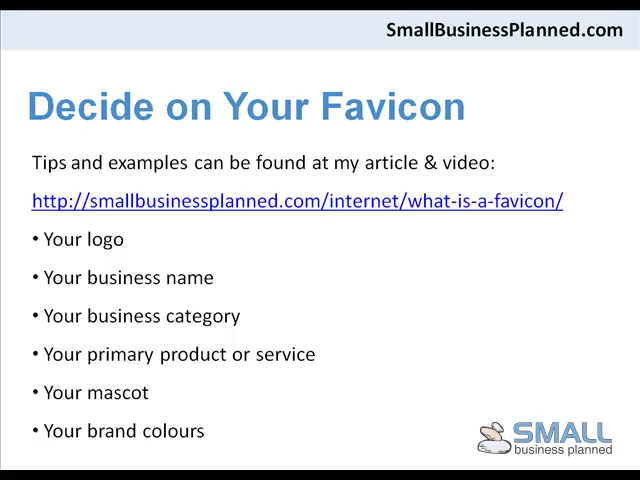 SmallBusinessPlanned.com
Decide on Your Favicon
Tips and examples can be found at my article & video:
http://smallbusinessplanned.com/internet/what-is-a-favicon/
• Your logo
• Your business name
• Your business category
• Your primary product or service
• Your mascot
• Your brand colours
SMALL
business planned